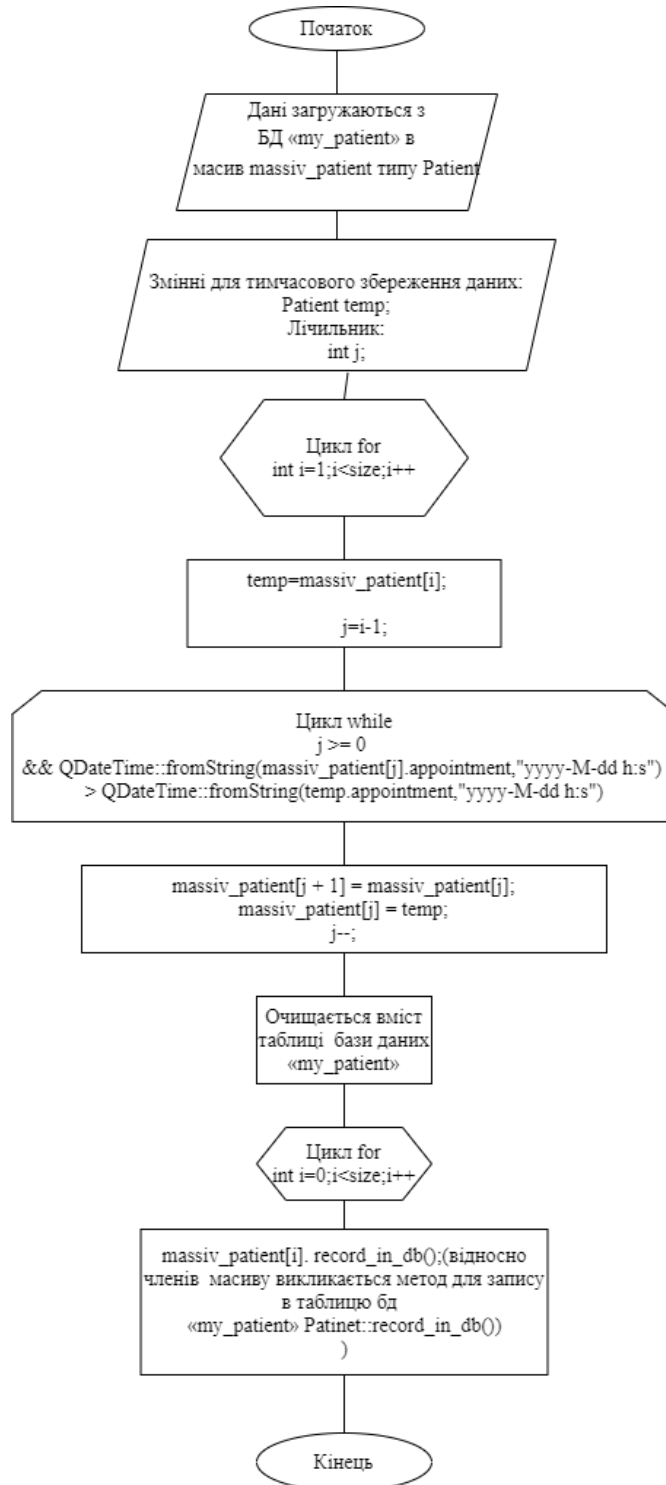 Початок
Дані загружаються з
БД «my_patient» в
масив massiv_patient типу Patient
Змінні для тимчасового збереження даних:
Patient temp;
Лічильник:
int j;
Цикл for
int i=1;i<size;i++
temp=massiv_patient[i];
j=i-1;
Цикл while
j >= 0
&& QDateTime::fromString(massiv_patient[j].appointment,"yyyy-M-dd h:s")
> QDateTime::fromString(temp.appointment,"yyyy-M-dd h:s")
massiv_patient[j + 1] = massiv_patient[j];
massiv_patient[j] = temp;
j--;
Очищається вміст
таблиці бази даних
«my_patient»
Цикл for
int i=0;i<size;i++
massiv_patient[i]. record_in_db();(відносно
членів масиву викликається метод для запису
в таблицю бд
«my_patient» Patinet::record_in_db())
)
Кінець